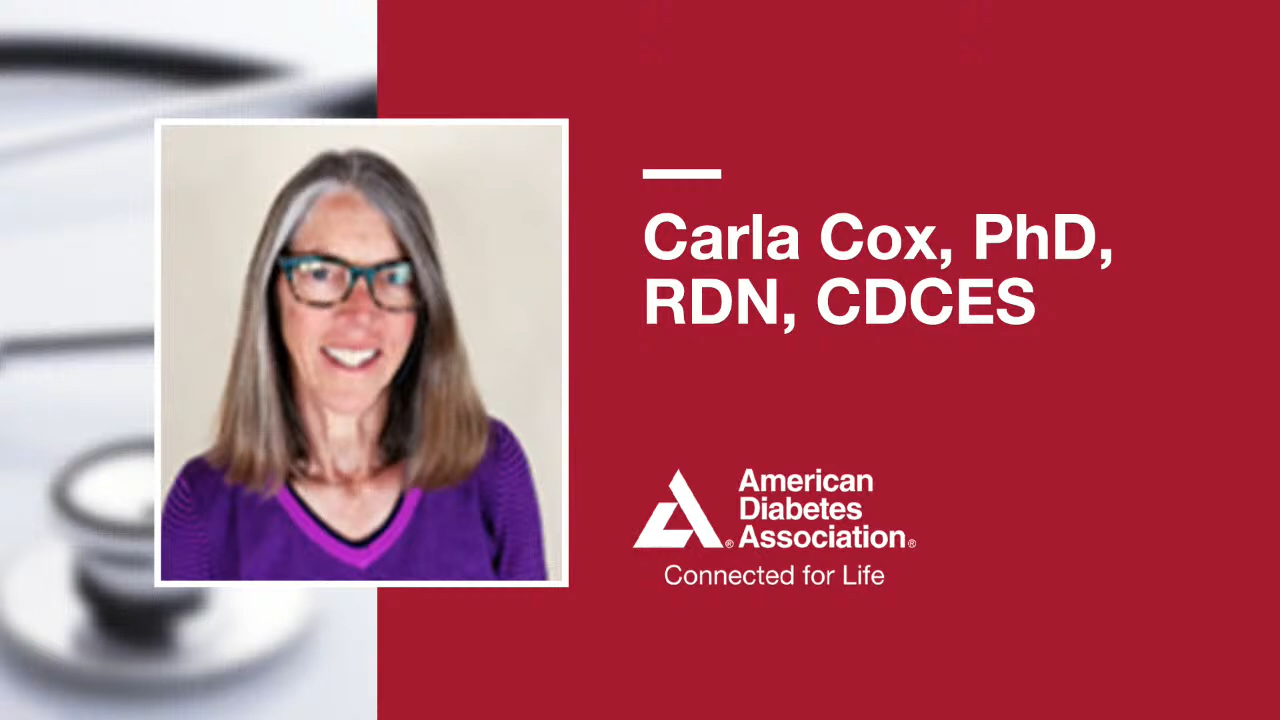 Carla Cox, PhD,
RDN, CDCES
American
Diabetes
® Association®
Connected for Life